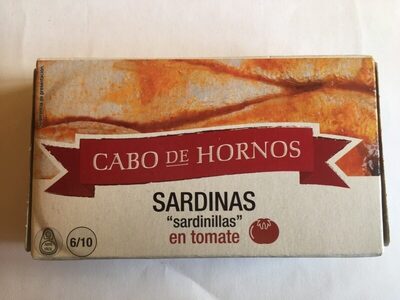 CABO DE HORNOS
SARDINAS
"sardinillas"
en tomate
6/10